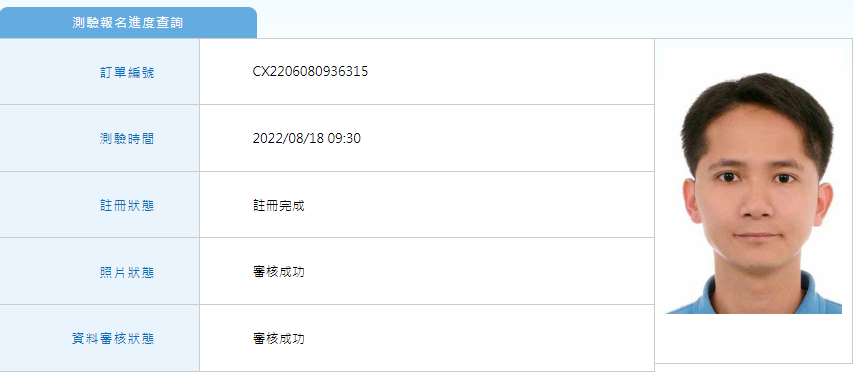 測驗報名進度查詢
訂單編號 CX2206080936315
測驗時間 2022/08/18 09:30
註冊狀態 註冊完成
照片狀態 審核成功
資料審核狀態 審核成功